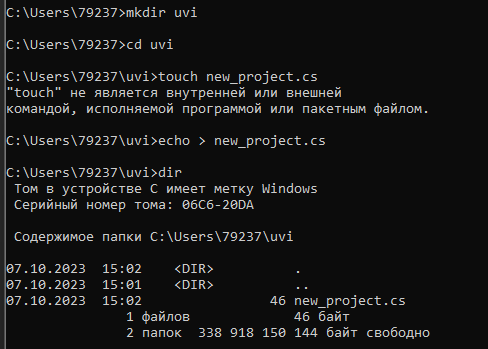 C:\Users\79237>mkdir uvi
C:\Users\79237>cd uvi
C:\Users\79237\uvi>touch new_project.cs
"touch" не является внутренней или внешней
командой, исполняемой программой или пакетным файлом.
C:\Users\79237\uvi>echo > new_project.cs
C:\Users\79237\uvi>dir
Том в устройстве C имеет метку Windows
Серийный номер тома: 06C6-20DA
Содержимое папки C:\Users\79237\uvi
07.10.2023  15:02    <DIR>          .
07.10.2023  15:01    <DIR>          ..
07.10.2023  15:02                46 new_project.cs
1 файлов             46 байт
2 папок  338 918 150 144 байт свободно